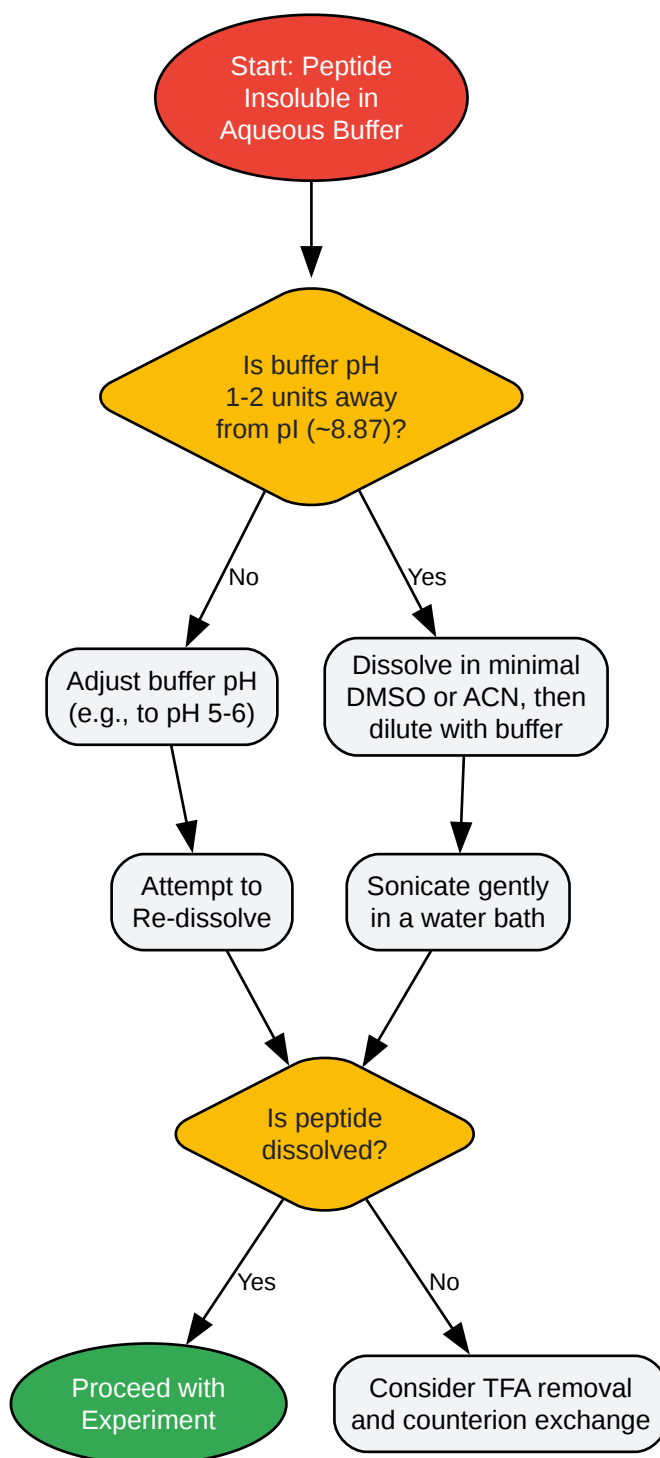 Start: Peptide
Insoluble in
Aqueous Buffer
Is buffer pH
1-2 units away
from pI (~8.87)?
No
Yes
Adjust buffer pH
(e.g., to pH 5-6)
Dissolve in minimal
DMSO or ACN, then
dilute with buffer
Attempt to
Re-dissolve
Sonicate gently
in a water bath
Is peptide
dissolved?
Yes
No
Proceed with
Experiment
Consider TFA removal
and counterion exchange